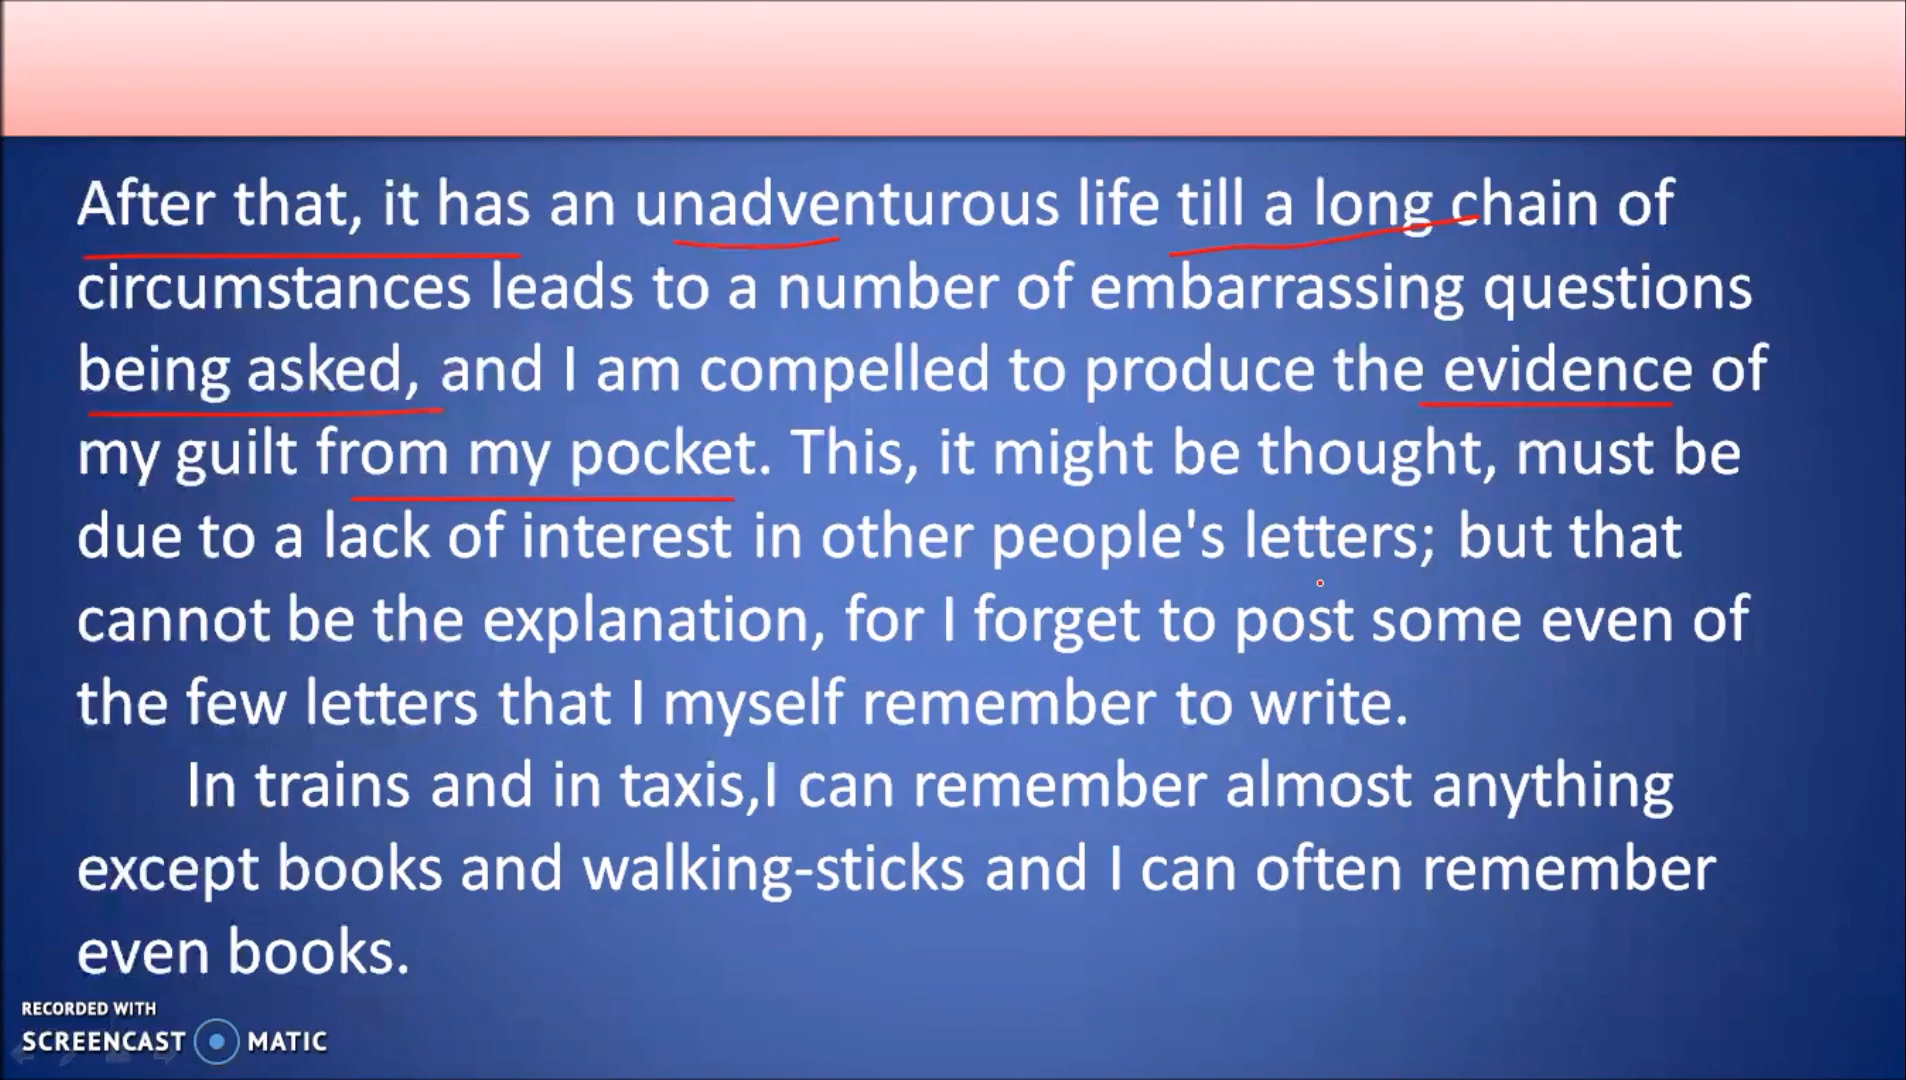 After that, it has an unadventurous life till a long chain of
circumstances leads to a number of embarrassing questions
being asked, and I am compelled to produce the evidence of
my guilt from my pocket. This, it might be thought, must be
due to a lack of interest in other people's letters; but that
cannot be the explanation, for I forget to post some even of
the few letters that I myself remember to write.
In trains and in taxis,I can remember almost anything
except books and walking-sticks and I can often remember
even books.
RECORDED WITH
SCREENCAST MATIC